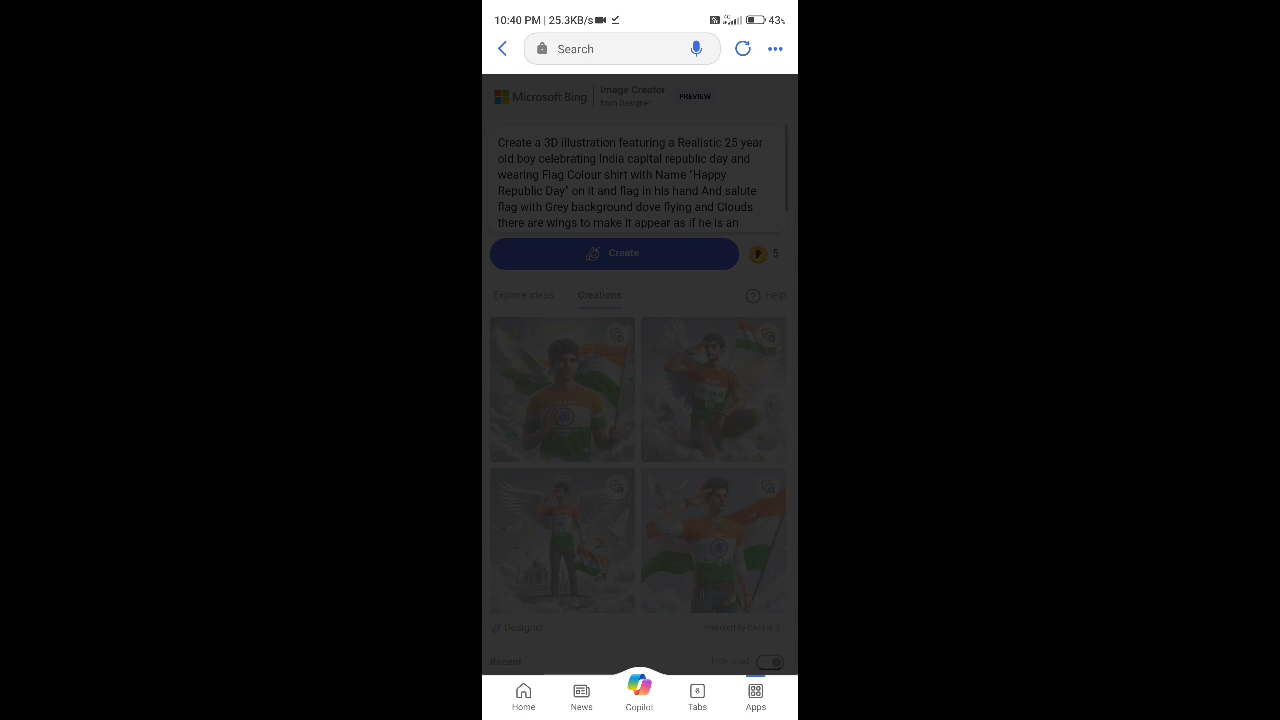 10:40 PM | 25.3KB/s
4G
43%
Search
Microsoft Bing
Image Creator
from Designer
PREVIEW
Create a 3D illustration featuring a Realistic 25 year
old boy celebrating India capital republic day and
wearing Flag Colour shirt with Name "Happy
Republic Day" on it and flag in his hand And salute
flag with Grey background dove flying and Clouds
there are wings to make it appear as if he is an
Create
5
Explore ideas
Creations
Help
Designer
Powered by
Recent
6
Home
News
Copilot
Tabs
Apps